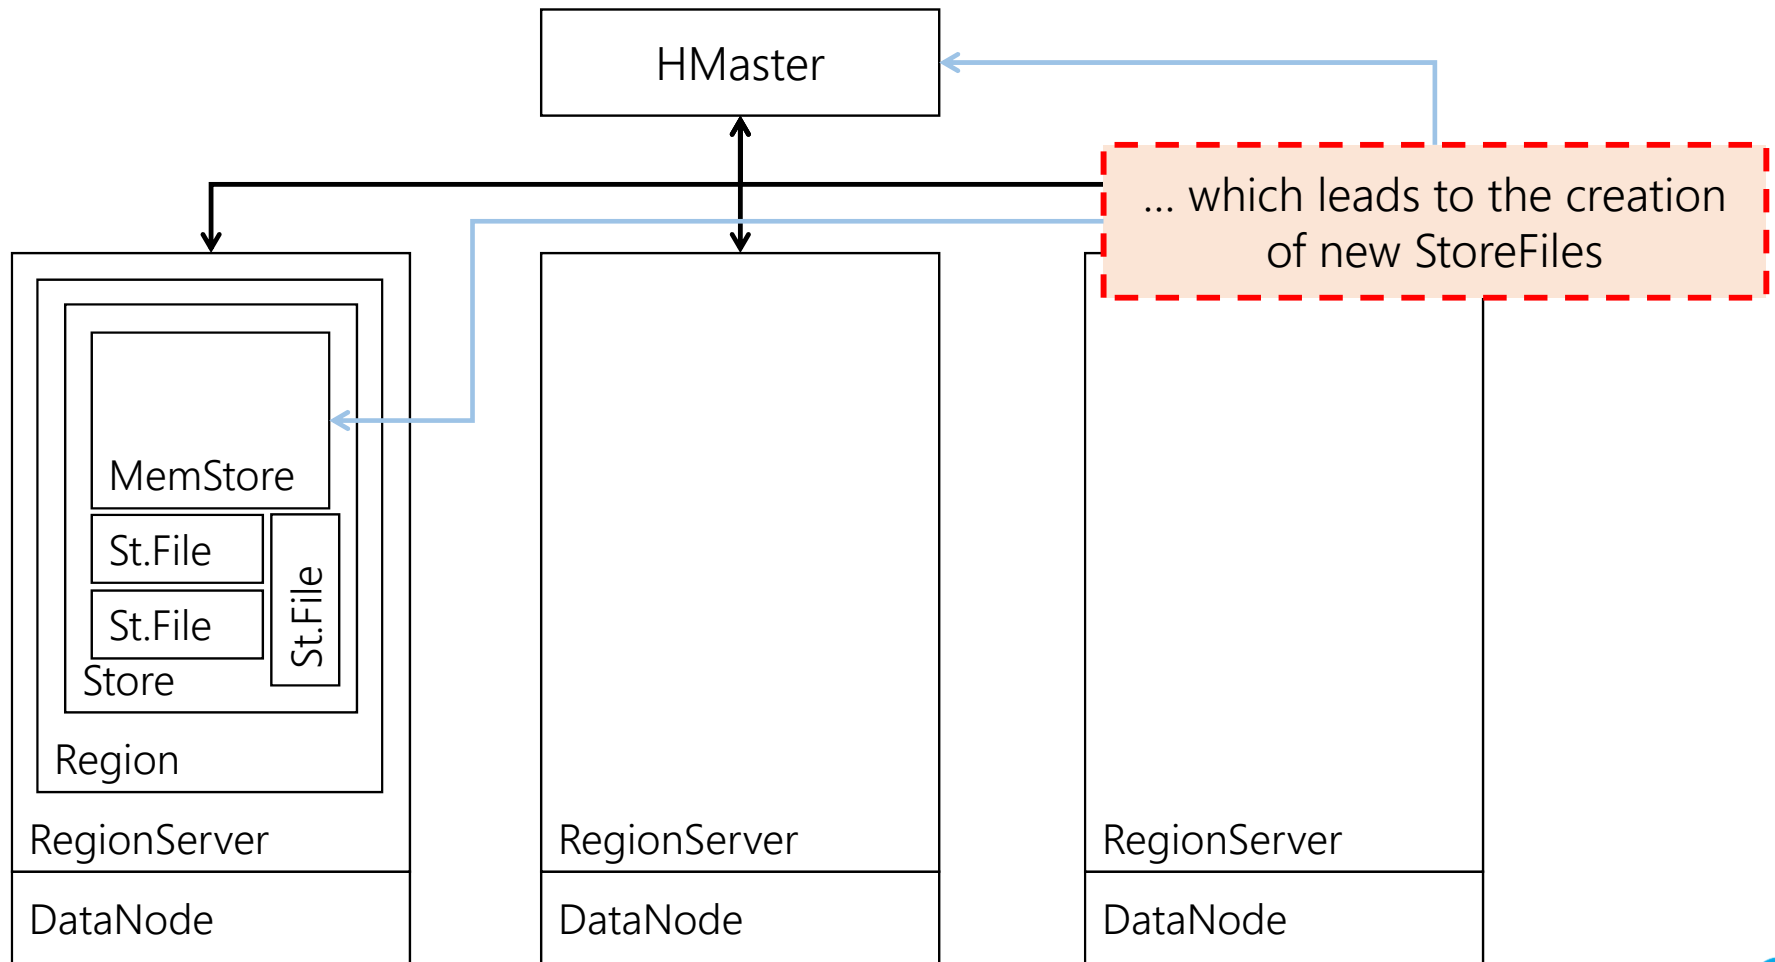 HMaster
... which leads to the creation
of new StoreFiles
MemStore
St.File
St.File
St.File
Store
Region
RegionServer
DataNode
RegionServer
DataNode
RegionServer
DataNode